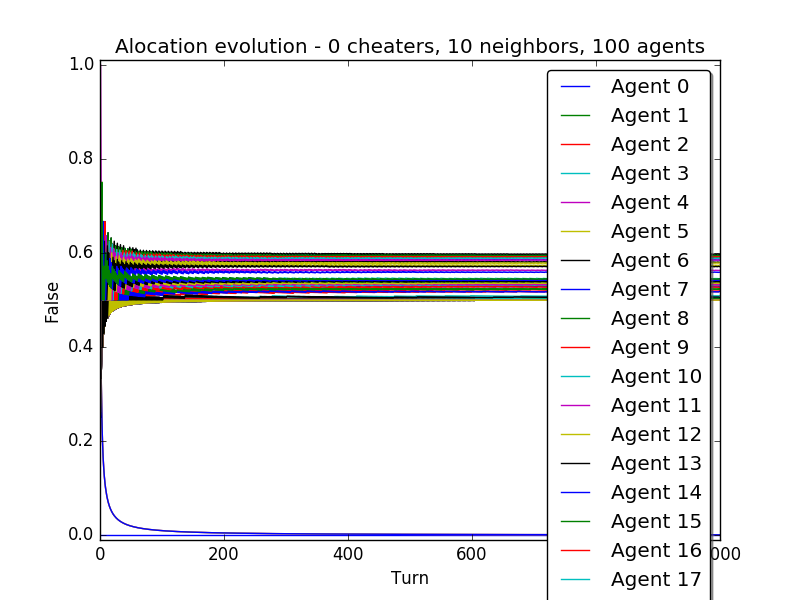 Alocation evolution - 0 cheaters, 10 neighbors, 100 agents
1.0
0.8
0.6
0.4
0.2
0.0
False
0
200
400
600
000
Turn
Agent 0
Agent 1
Agent 2
Agent 3
Agent 4
Agent 5
Agent 6
Agent 7
Agent 8
Agent 9
Agent 10
Agent 11
Agent 12
Agent 13
Agent 14
Agent 15
Agent 16
Agent 17